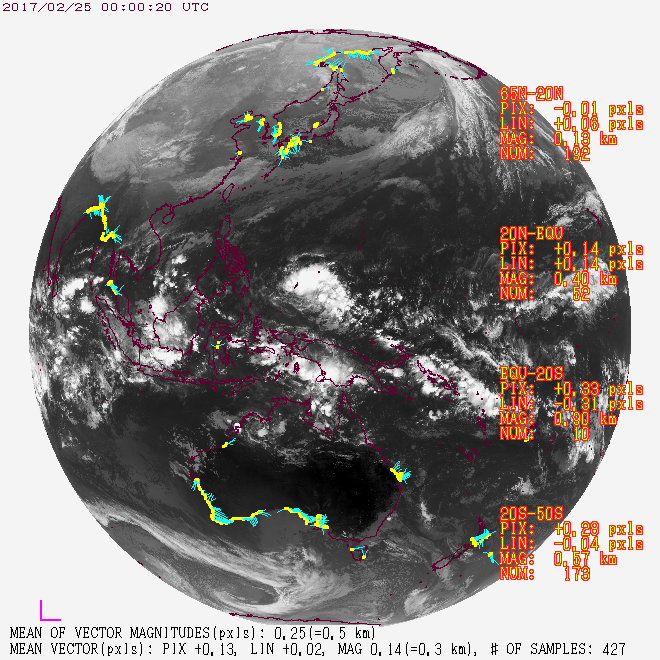 2017/02/25 00:00:20 UTC
65N-20N
PIX: -0.01 pxls
LIN: +0.06 pxls
MAG: 0.13 km
NUM: 192
20N-EQU
PIX: +0.14 pxls
LIN: +0.14 pxls
MAG: 0.40 km
NUM: 52
EQU-20S
PIX: +0.33 pxls
LIN: -0.31 pxls
MAG: 0.90 km
NUM: 10
20S-50S
PIX: +0.28 pxls
LIN: -0.04 pxls
MAG: 0.57 km
NUM: 173
MEAN OF VECTOR MAGNITUDES(pxls): 0.25(=0.5 km)
MEAN VECTOR(pxls): PIX +0.13, LIN +0.02, MAG 0.14(=0.3 km), # OF SAMPLES: 427